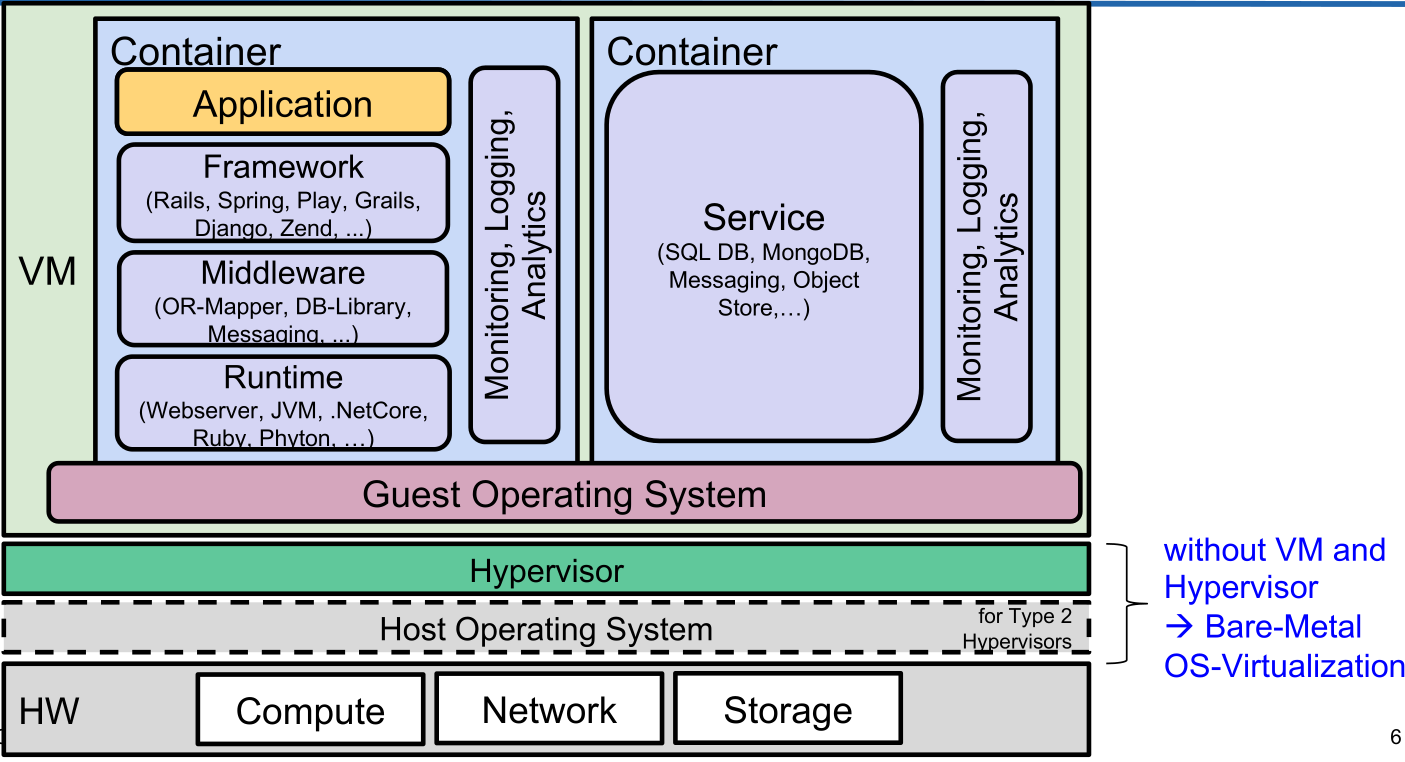 Container
Application
Framework
(Rails, Spring, Play, Grails,
Django, Zend, ...)
Middleware
(OR-Mapper, DB-Library,
Messaging, ...)
Runtime
(Webserver, JVM, .NetCore,
Ruby, Phyton, …)
Monitoring, Logging,
Analytics
Container
Service
(SQL DB, MongoDB,
Messaging, Object
Store,…)
Monitoring, Logging,
Analytics
VM
Guest Operating System
Hypervisor
Host Operating System
for Type 2
Hypervisors
without VM and
Hypervisor
→ Bare-Metal
OS-Virtualization
HW
Compute
Network
Storage
6